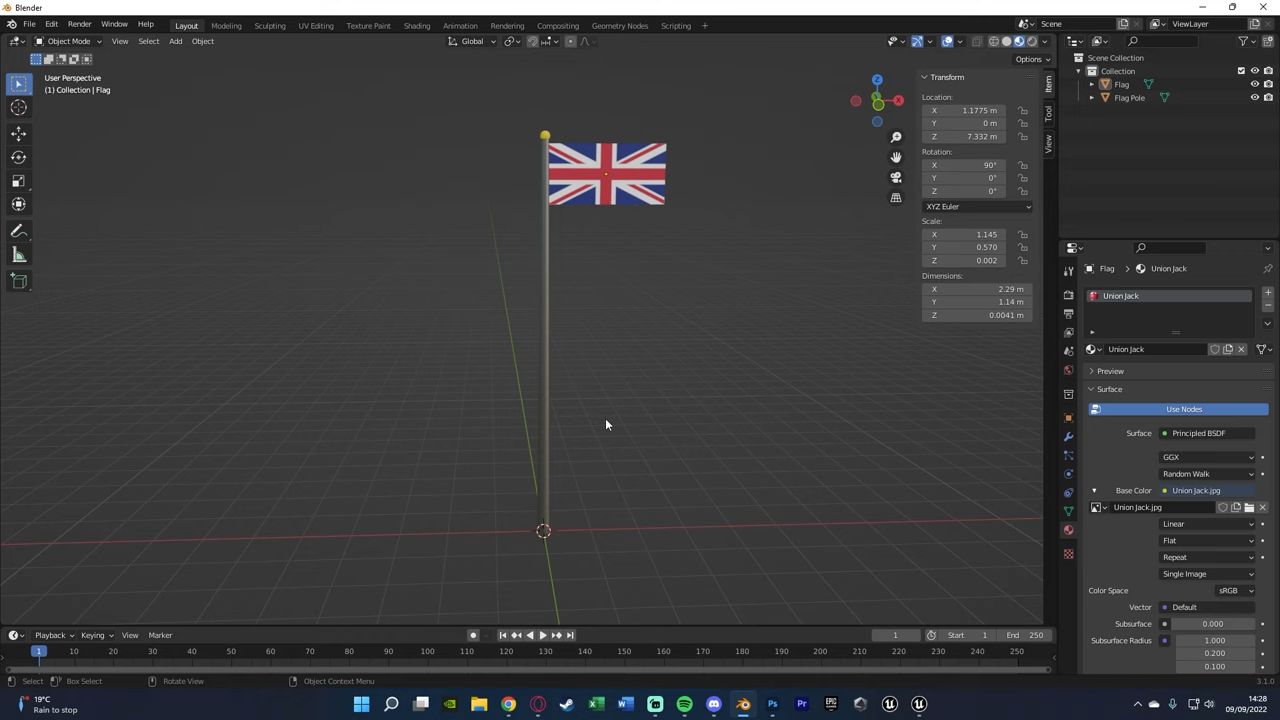 Blender
File Edit Render Window Help Layout Modeling Sculpting UV Editing Texture Paint Shading Animation Rendering Compositing Geometry Nodes Scripting + Scene ViewLayer
Object Mode View Select Add Object Global
Options
User Perspective
(1) Collection | Flag
Z
X
Transform
Location:
X 1.1775 m
Y 0 m
Z 7.332 m
Rotation:
X 90°
Y 0°
Z 0°
XYZ Euler
Scale:
X 1.145
Y 0.570
Z 0.002
Dimensions:
X 2.29 m
Y 1.14 m
Z 0.0041 m
Item
Tool
View
Scene Collection
Collection
Flag
Flag Pole
Flag > Union Jack
Union Jack
Union Jack
Preview
Surface
Use Nodes
Surface Principled BSDF
GGX
Random Walk
Base Color Union Jack.jpg
Union Jack.jpg
Linear
Flat
Repeat
Single Image
Color Space sRGB
Vector Default
Subsurface 0.000
Subsurface Radius 1.000
0.200
0.100
Playback Keying View Marker 1 Start 1 End 250
1 10 20 30 40 50 60 70 80 90 100 110 120 130 140 150 160 170 180 190 200 210 220 230 240 250
Select Box Select Rotate View Object Context Menu 3.1.0
19°C
Rain to stop
14:28
09/09/2022